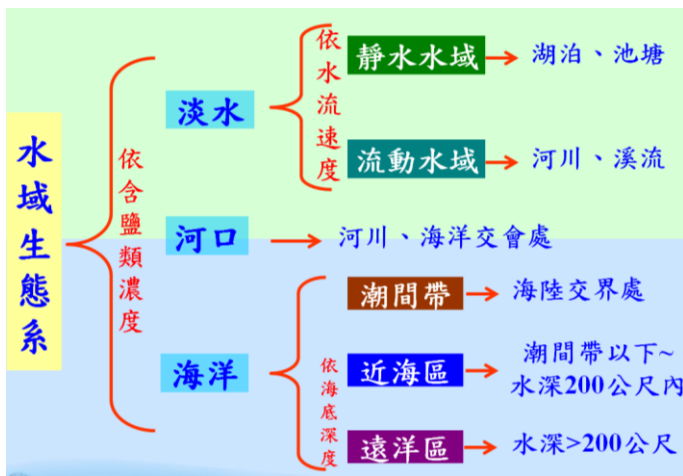 水域生態系
依含鹽類濃度
淡水
依水流速度
靜水水域
湖泊、池塘
流動水域
河川、溪流
河口
河川、海洋交會處
海洋
依海底深度
潮間帶
海陸交界處
近海區
潮間帶以下~
水深200公尺內
遠洋區
水深>200公尺